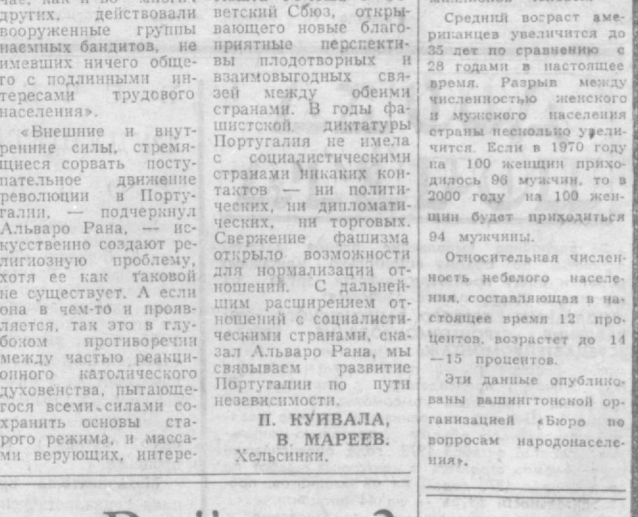 других, действовали
вооруженные группы
наемных бандитов, не
имевших ничего обще-
го с подлинными ин-
тересами трудового
населения».
«Внешние и внут-
ренние силы, стремя-
щиеся сорвать посту-
пательное движение
революции в Порту-
галии, — подчеркнул
Альваро Рана, — ис-
кусственно создают ре-
лигиозную проблему,
хотя ее как таковой
не существует. А если
она в чем-то и прояв-
ляется, так это в глу-
боком противоречии
между частью реакци-
онного католического
духовенства, пытающе-
гося всеми силами со-
хранить основы ста-
рого режима, и масса-
ми верующих, интере-
ветский Союз, откры-
вающего новые благо-
приятные перспекти-
вы плодотворных и
взаимовыгодных свя-
зей между обеими
странами. В годы фа-
шистской диктатуры
Португалия не имела
с социалистическими
странами никаких кон-
тактов — ни полити-
ческих, ни дипломати-
ческих, ни торговых.
Свержение фашизма
открыло возможности
для нормализации от-
ношений. С дальней-
шим расширением от-
ношений с социалисти-
ческими странами, ска-
зал Альваро Рана, мы
связываем развитие
Португалии по пути
независимости.
П. КУИВАЛА,
В. МАРЕЕВ.
Хельсинки.
Средний возраст аме-
риканцев увеличится до
35 лет по сравнению с
28 годами в настоящее
время. Разрыв между
численностью женского
и мужского населения
страны несколько увели-
чится. Если в 1970 году
на 100 женщин прихо-
дилось 96 мужчин, то в
2000 году на 100 жен-
щин будет приходиться
94 мужчины.
Относительная числен-
ность небелого населе-
ния, составляющая в на-
стоящее время 12 про-
центов, возрастет до 14
—15 процентов.
Эти данные опублико-
ваны вашингтонской ор-
ганизацией «Бюро по
вопросам народонаселе-
ния».